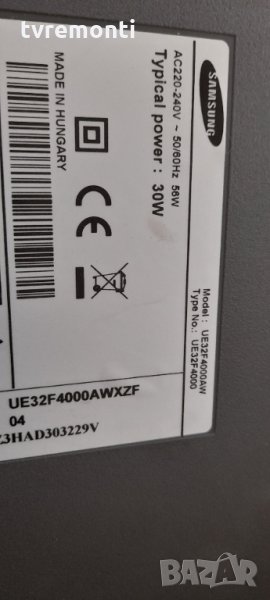 tvremonti
SAMSUNG
Model : UE32F4000AW
Type No.: UE32F4000
AC220-240V ~ 50/60Hz 56W
Typical power : 30W
MADE IN HUNGARY
CE
UE32F4000AWXZF
04
Z3HAD303229V
BAZAR